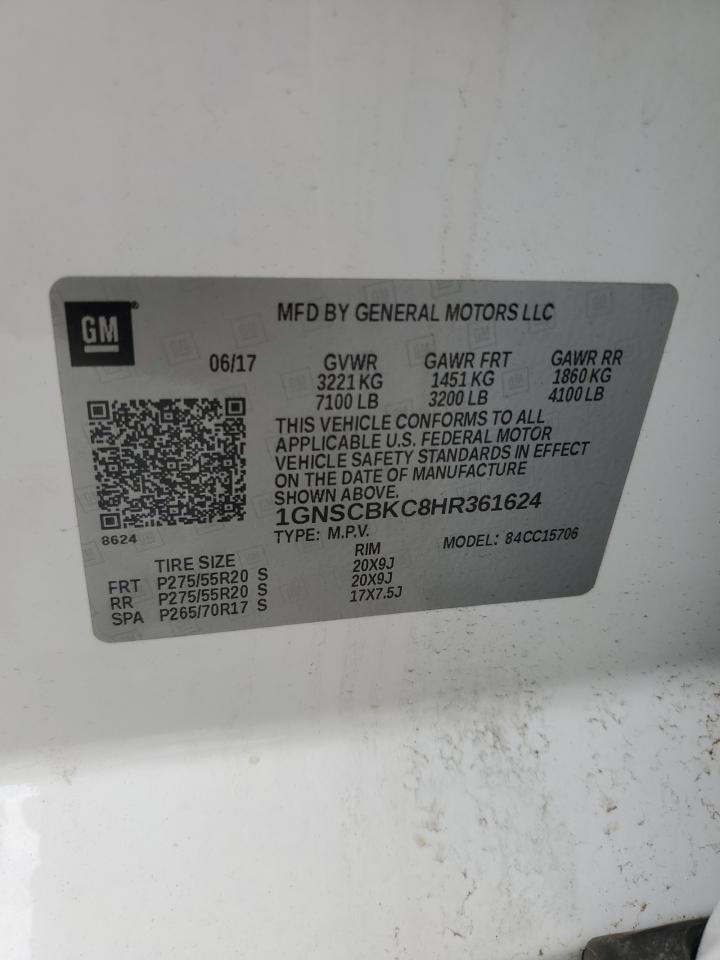 GM
MFD BY GENERAL MOTORS LLC
06/17 GVWR GAWR FRT GAWR RR
3221 KG 1451 KG 1860 KG
7100 LB 3200 LB 4100 LB
THIS VEHICLE CONFORMS TO ALL
APPLICABLE U.S. FEDERAL MOTOR
VEHICLE SAFETY STANDARDS IN EFFECT
ON THE DATE OF MANUFACTURE
SHOWN ABOVE.
1GNSCBKC8HR361624
8624
TYPE: M.P.V. MODEL: 84CC15706
TIRE SIZE RIM
FRT P275/55R20 S 20X9J
RR P275/55R20 S 20X9J
SPA P265/70R17 S 17X7.5J